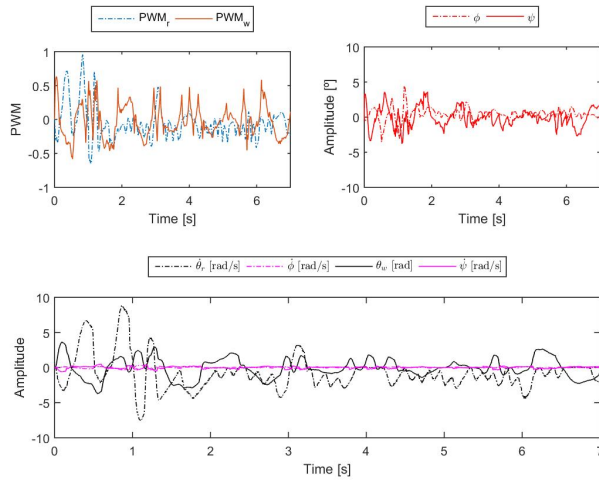 PWM_r PWM_w
1
0.5
0
-0.5
-1
PWM
0 2 4 6
Time [s]
ϕ ψ
10
5
0
-5
-10
Amplitude [º]
0 2 4 6
Time [s]
θ̇_r [rad/s] ϕ̇ [rad/s] θ_w [rad] ψ̇ [rad/s]
10
5
0
-5
-10
Amplitude
0 1 2 3 4 5 6 7
Time [s]